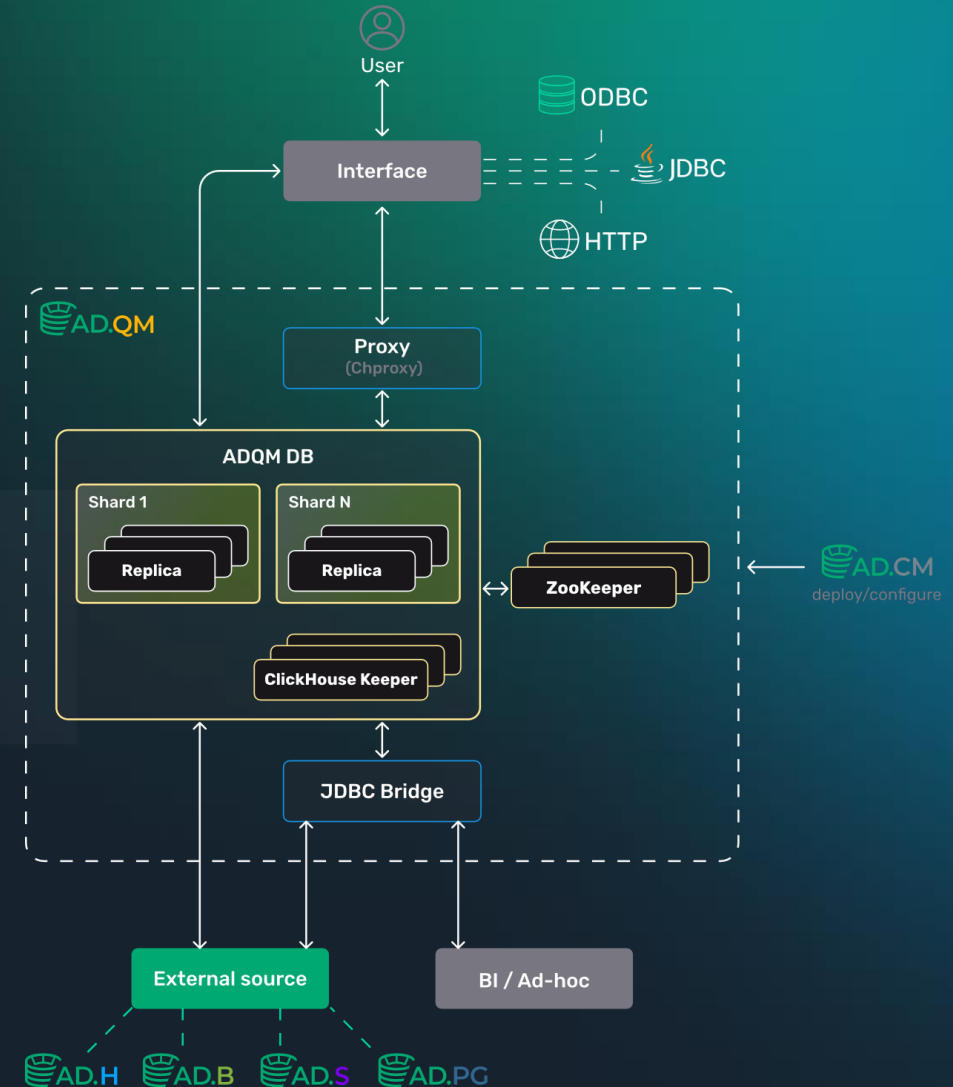 User
ODBC
Interface
JDBC
HTTP
AD.QM
Proxy
(Chproxy)
ADQM DB
Shard 1
Shard N
Replica
Replica
ZooKeeper
AD.CM
deploy/configure
ClickHouse Keeper
JDBC Bridge
External source
BI / Ad-hoc
AD.H
AD.B
AD.S
AD.PG